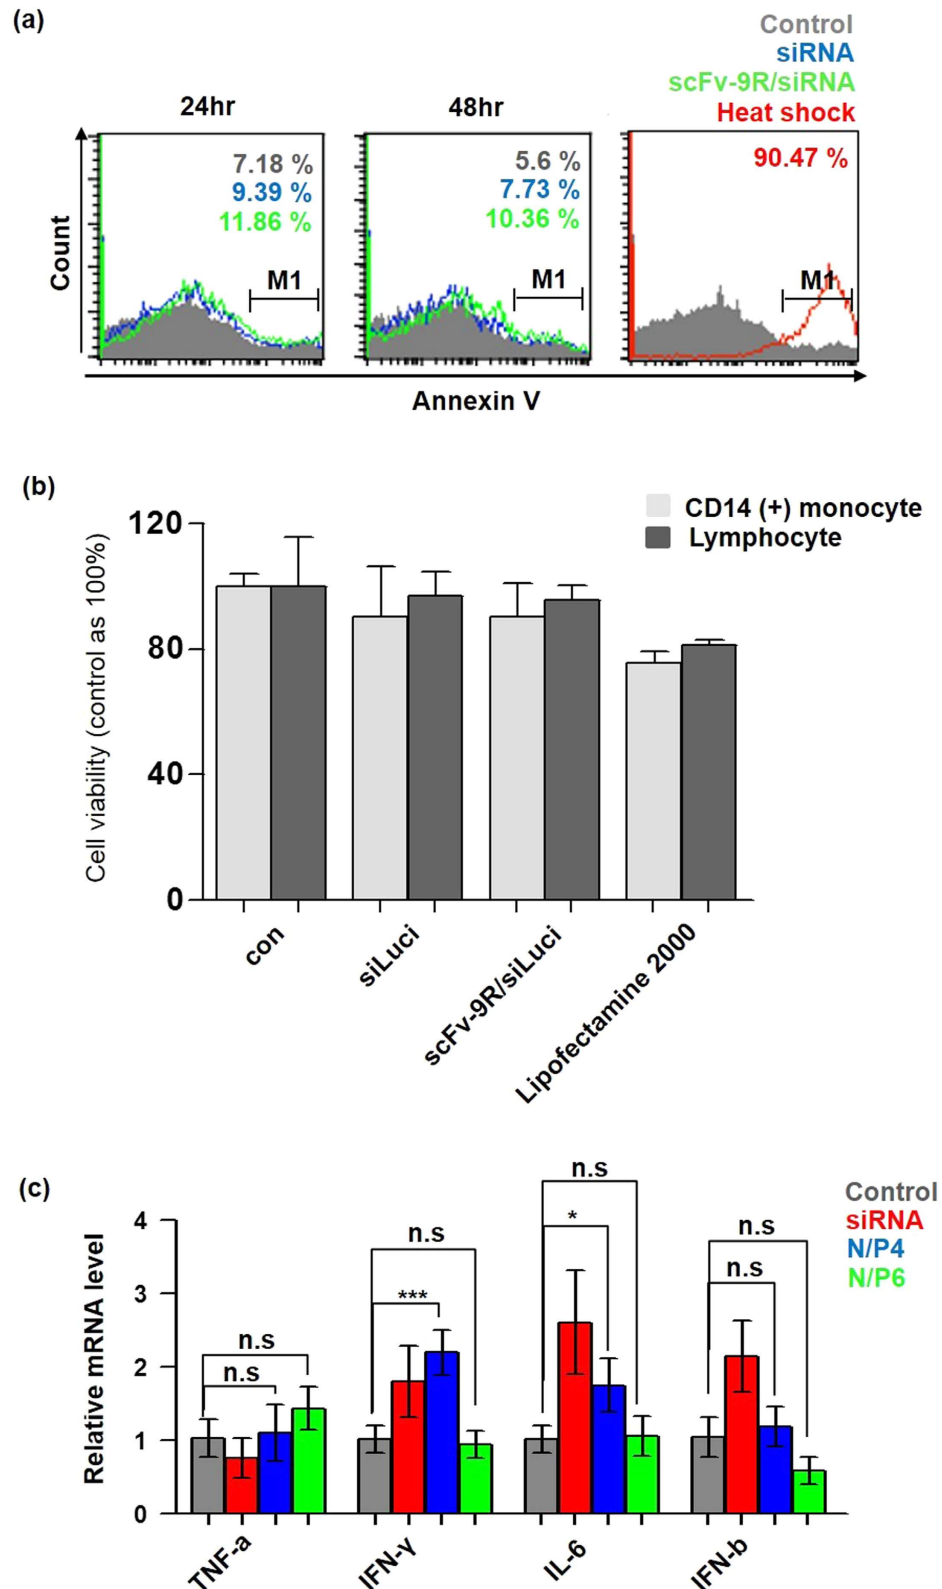 (a)
Control
siRNA
scFv-9R/siRNA
Heat shock
24hr
48hr
7.18 %
9.39 %
11.86 %
M1
5.6 %
7.73 %
10.36 %
M1
90.47 %
M1
Count
Annexin V
(b)
CD14 (+) monocyte
Lymphocyte
Cell viability (control as 100%)
120
80
40
0
con
siLuci
scFv-9R/siLuci
Lipofectamine 2000
(c)
Control
siRNA
N/P4
N/P6
Relative mRNA level
4
3
2
1
0
n.s
n.s
n.s
***
n.s
*
n.s
n.s
TNF-a
IFN-γ
IL-6
IFN-b